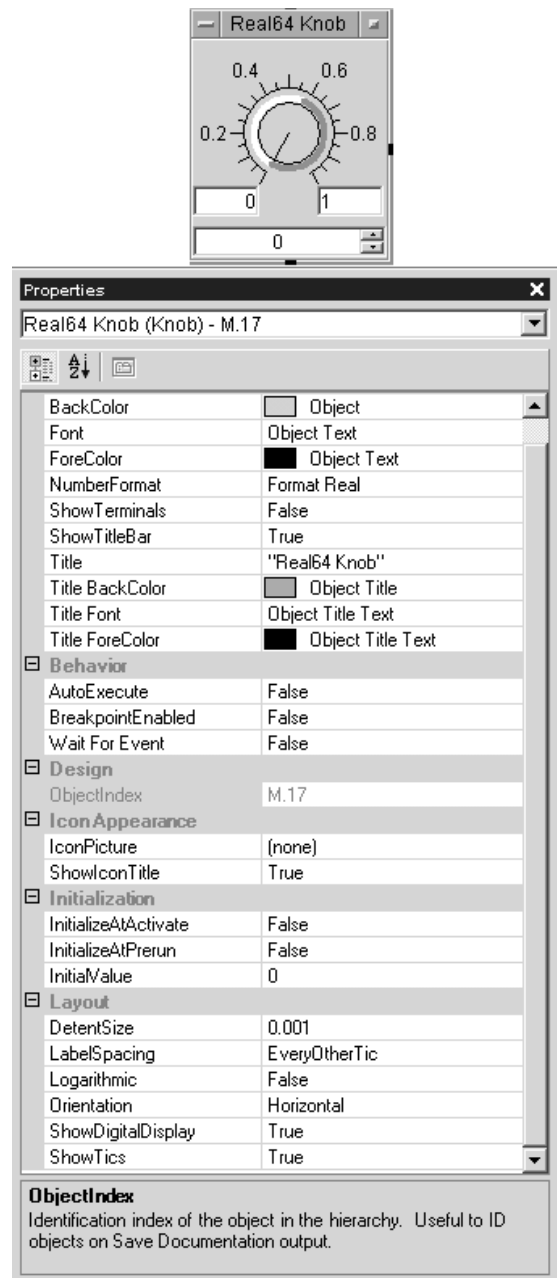 Real64 Knob
0.4 0.6
0.2 0.8
0 1
0
Properties
Real64 Knob (Knob) - M.17
A Z
BackColor Object
Font Object Text
ForeColor Object Text
NumberFormat Format Real
ShowTerminals False
ShowTitleBar True
Title "Real64 Knob"
Title BackColor Object Title
Title Font Object Title Text
Title ForeColor Object Title Text
Behavior
AutoExecute False
BreakpointEnabled False
Wait For Event False
Design
ObjectIndex M.17
Icon Appearance
IconPicture (none)
ShowIconTitle True
Initialization
InitializeAtActivate False
InitializeAtPrerun False
InitialValue 0
Layout
DetentSize 0.001
LabelSpacing EveryOtherTic
Logarithmic False
Orientation Horizontal
ShowDigitalDisplay True
ShowTics True
ObjectIndex
Identification index of the object in the hierarchy. Useful to ID
objects on Save Documentation output.